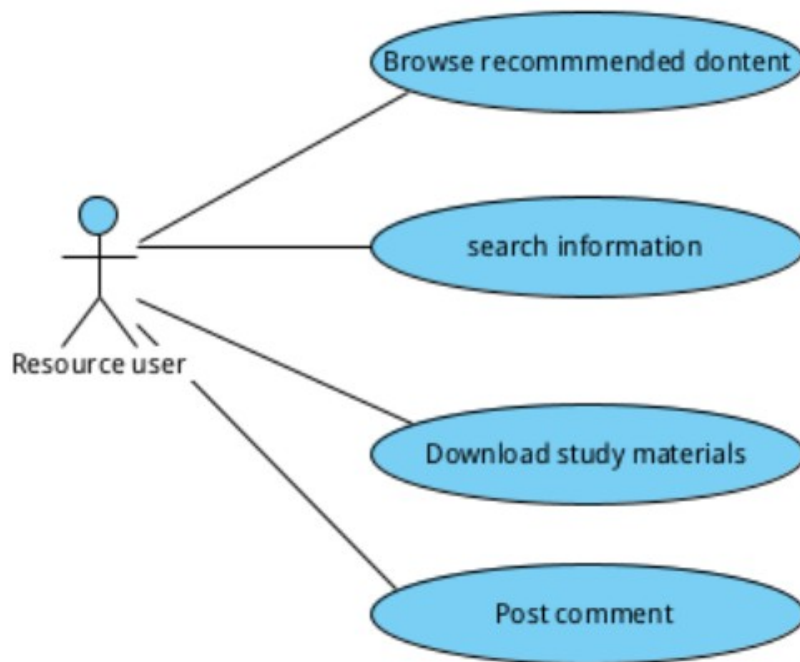 Browse recommmended dontent
search information
Resource user
Download study materials
Post comment